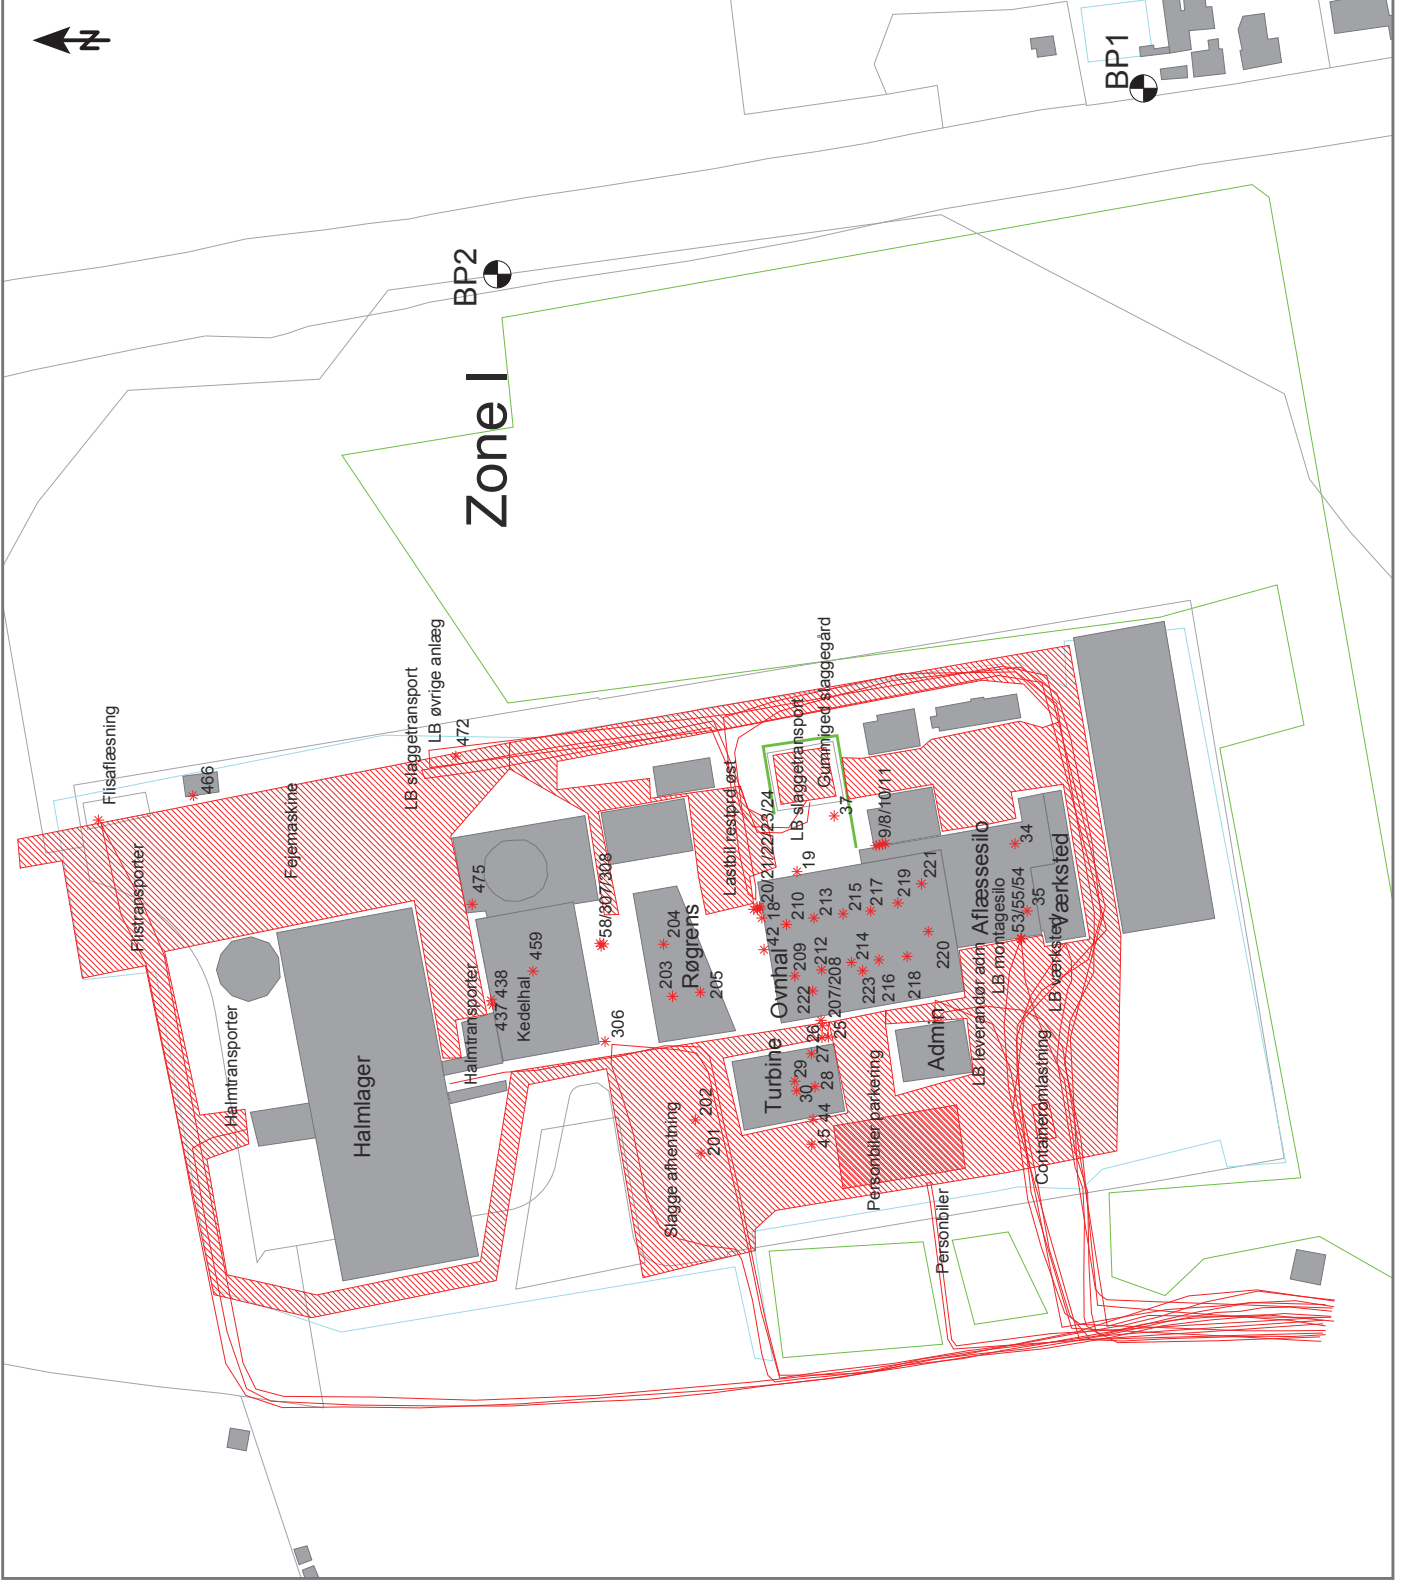 N
BP1
BP2
Zone I
Flisaflæsning
466
Flistransporter
Fejemaskine
LB slaggetransport
LB øvrige anlæg
472
475
Halmtransporter
Halmlager
Halmtransporter
437
438
Kedelhal
459
58/307/308
306
203
204
205
Røgrens
Lastbil restprd øst
20/21/22/23/24
LB slaggetransport
Gummiged slaggegård
37
19
18
42
210
213
215
217
219
221
9/8/10/11
Ovnhal
209
212
214
222
207/208
223
216
218
220
Aflæssesilo
34
35
Værksted
53/55/54
LB montagesilo
LB leverandør adm
LB værksted
Turbine
26
27
25
29
30
28
44
45
Admin
Slagge afhentning
202
201
Personbiler parkering
Personbiler
Containeromlastning